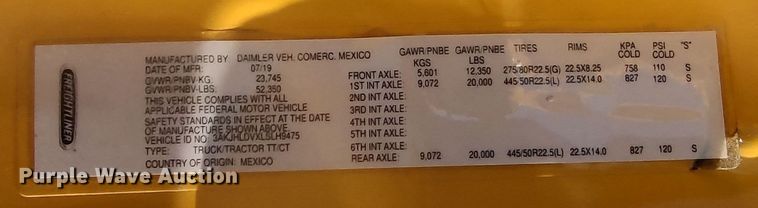 FREIGHTLINER
MANUFACTURED BY DAIMLER VEH. COMERC. MEXICO
DATE OF MFR: 07/19
GVWR/PNBV-KG: 23,745
GVWR/PNBV-LBS: 52,350
THIS VEHICLE COMPLIES WITH ALL
APPLICABLE FEDERAL MOTOR VEHICLE
SAFETY STANDARDS IN EFFECT AT THE DATE
OF MANUFACTURE SHOWN ABOVE.
VEHICLE ID NO: 3AKJHLDVXLSLH9475
TYPE: TRUCK/TRACTOR TT/CT
COUNTRY OF ORIGIN: MEXICO
GAWR/PNBE GAWR/PNBE TIRES RIMS KPA PSI "S"
KGS LBS COLD COLD
FRONT AXLE: 5,601 12,350 275/80R22.5(G) 22.5X8.25 758 110 S
1ST INT AXLE: 9,072 20,000 445/50R22.5(L) 22.5X14.0 827 120 S
2ND INT AXLE:
3RD INT AXLE:
4TH INT AXLE:
5TH INT AXLE:
6TH INT AXLE:
REAR AXLE: 9,072 20,000 445/50R22.5(L) 22.5X14.0 827 120 S
Purple Wave Auction